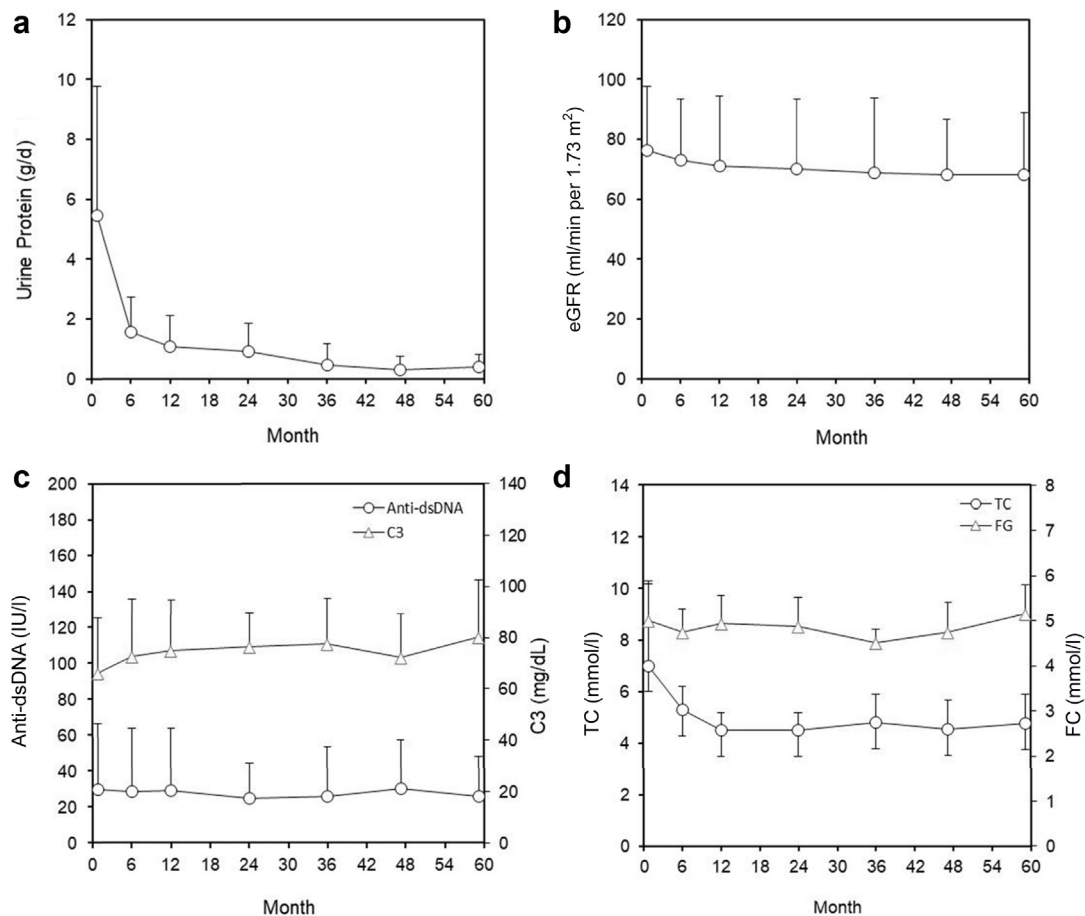 a
12
10
8
6
4
2
0
Urine Protein (g/d)
0 6 12 18 24 30 36 42 48 54 60
Month
b
120
100
80
60
40
20
0
eGFR (ml/min per 1.73 m²)
0 6 12 18 24 30 36 42 48 54 60
Month
c
200
180
160
140
120
100
80
60
40
20
0
Anti-dsDNA (IU/l)
Anti-dsDNA
C3
140
120
100
80
60
40
20
0
C3 (mg/dL)
0 6 12 18 24 30 36 42 48 54 60
Month
d
14
12
10
8
6
4
2
0
TC (mmol/l)
TC
FG
8
7
6
5
4
3
2
1
0
FC (mmol/l)
0 6 12 18 24 30 36 42 48 54 60
Month